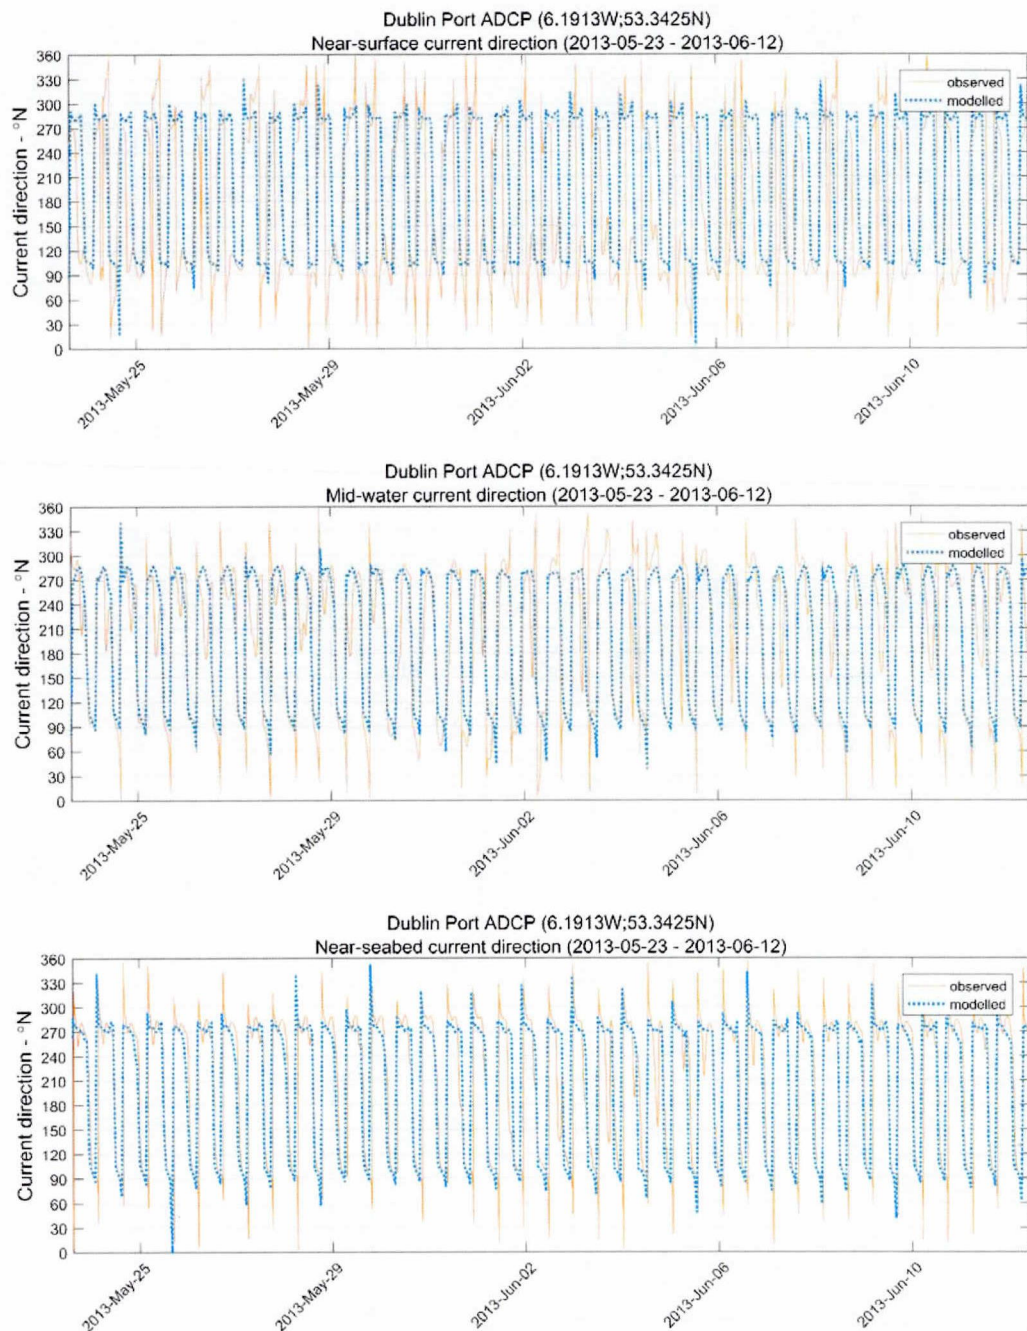 Dublin Port ADCP (6.1913W;53.3425N)
Near-surface current direction (2013-05-23 - 2013-06-12)
Current direction - °N
360
330
300
270
240
210
180
150
120
90
60
30
0
observed
modelled
2013-May-25
2013-May-29
2013-Jun-02
2013-Jun-06
2013-Jun-10
Dublin Port ADCP (6.1913W;53.3425N)
Mid-water current direction (2013-05-23 - 2013-06-12)
Current direction - °N
360
330
300
270
240
210
180
150
120
90
60
30
0
observed
modelled
2013-May-25
2013-May-29
2013-Jun-02
2013-Jun-06
2013-Jun-10
Dublin Port ADCP (6.1913W;53.3425N)
Near-seabed current direction (2013-05-23 - 2013-06-12)
Current direction - °N
360
330
300
270
240
210
180
150
120
90
60
30
0
observed
modelled
2013-May-25
2013-May-29
2013-Jun-02
2013-Jun-06
2013-Jun-10